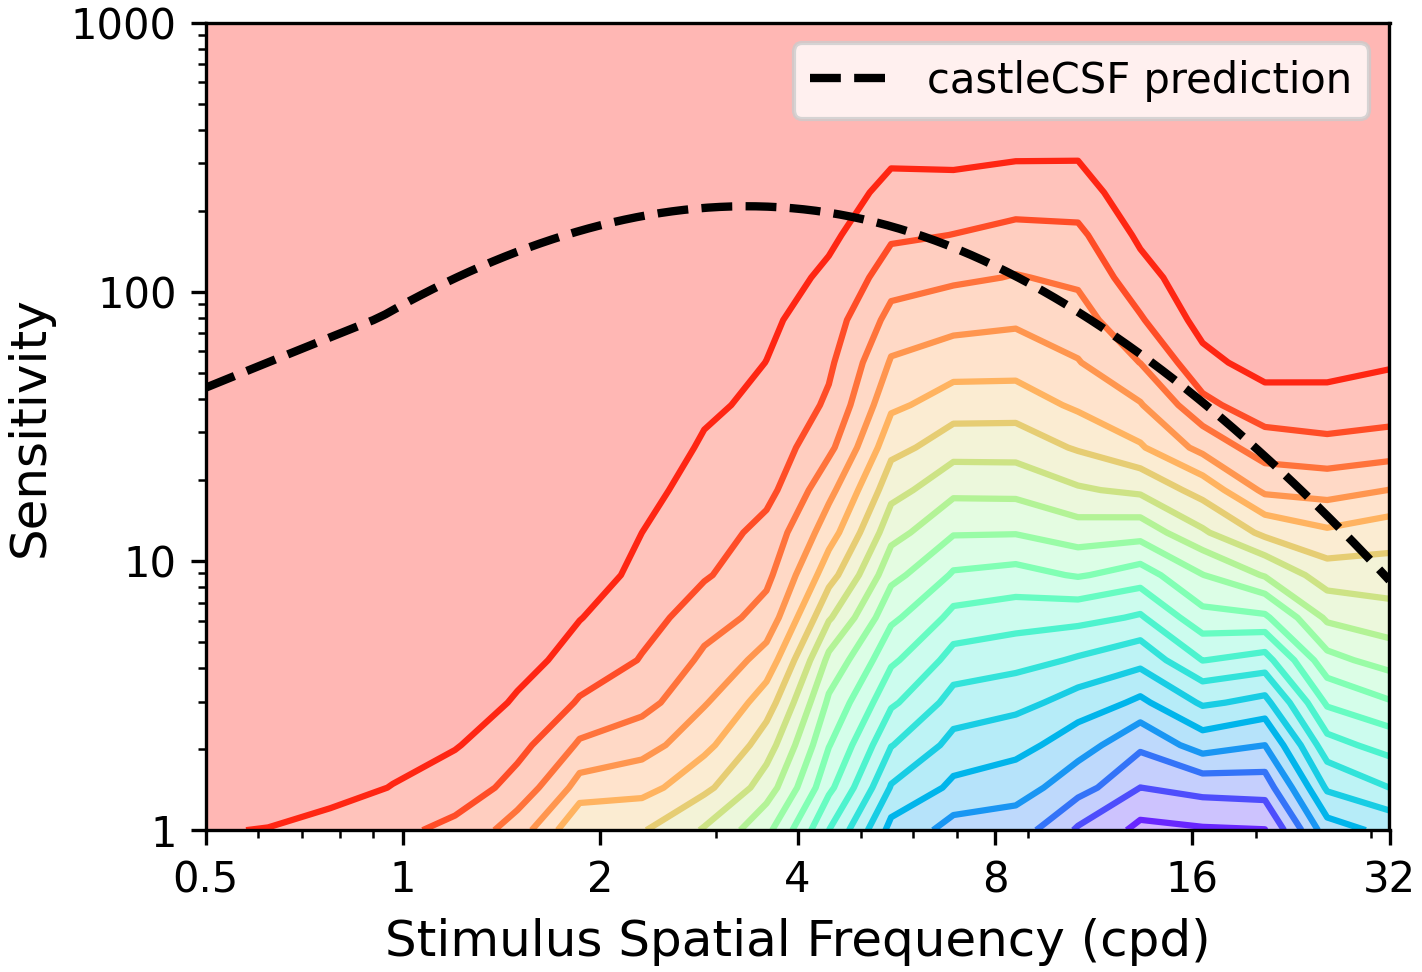 1000
castleCSF prediction
100
Sensitivity
10
1
0.5 1 2 4 8 16 32
Stimulus Spatial Frequency (cpd)